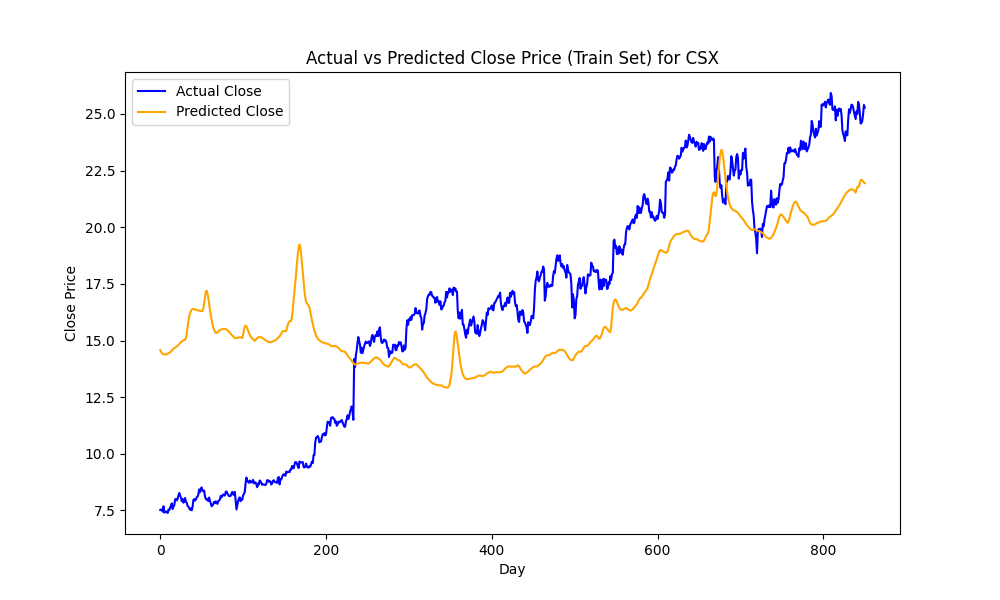 Actual vs Predicted Close Price (Train Set) for CSX
Actual Close
Predicted Close
Close Price
25.0
22.5
20.0
17.5
15.0
12.5
10.0
7.5
0
200
400
600
800
Day